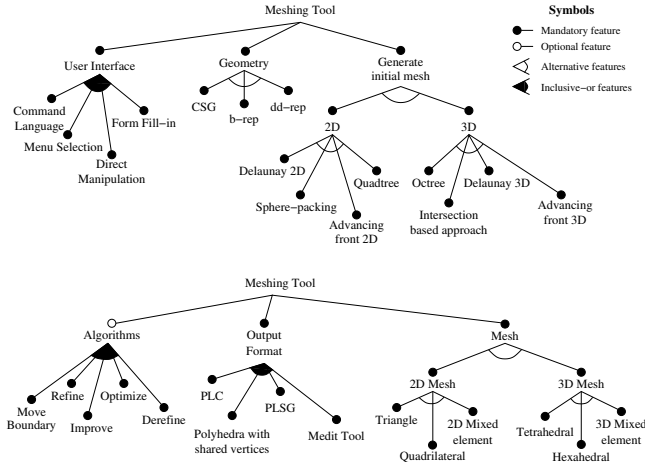 Meshing Tool
Symbols
Mandatory feature
Optional feature
Alternative features
Inclusive-or features
User Interface
Geometry
Generate
initial mesh
Command
Language
Menu Selection
Direct
Manipulation
Form Fill-in
CSG
b-rep
dd-rep
2D
3D
Delaunay 2D
Sphere-packing
Advancing
front 2D
Quadtree
Octree
Intersection
based approach
Delaunay 3D
Advancing
front 3D
Meshing Tool
Algorithms
Output
Format
Mesh
Move
Boundary
Refine
Improve
Optimize
Derefine
PLC
Polyhedra with
shared vertices
PLSG
Medit Tool
2D Mesh
3D Mesh
Triangle
Quadrilateral
2D Mixed
element
Tetrahedral
Hexahedral
3D Mixed
element